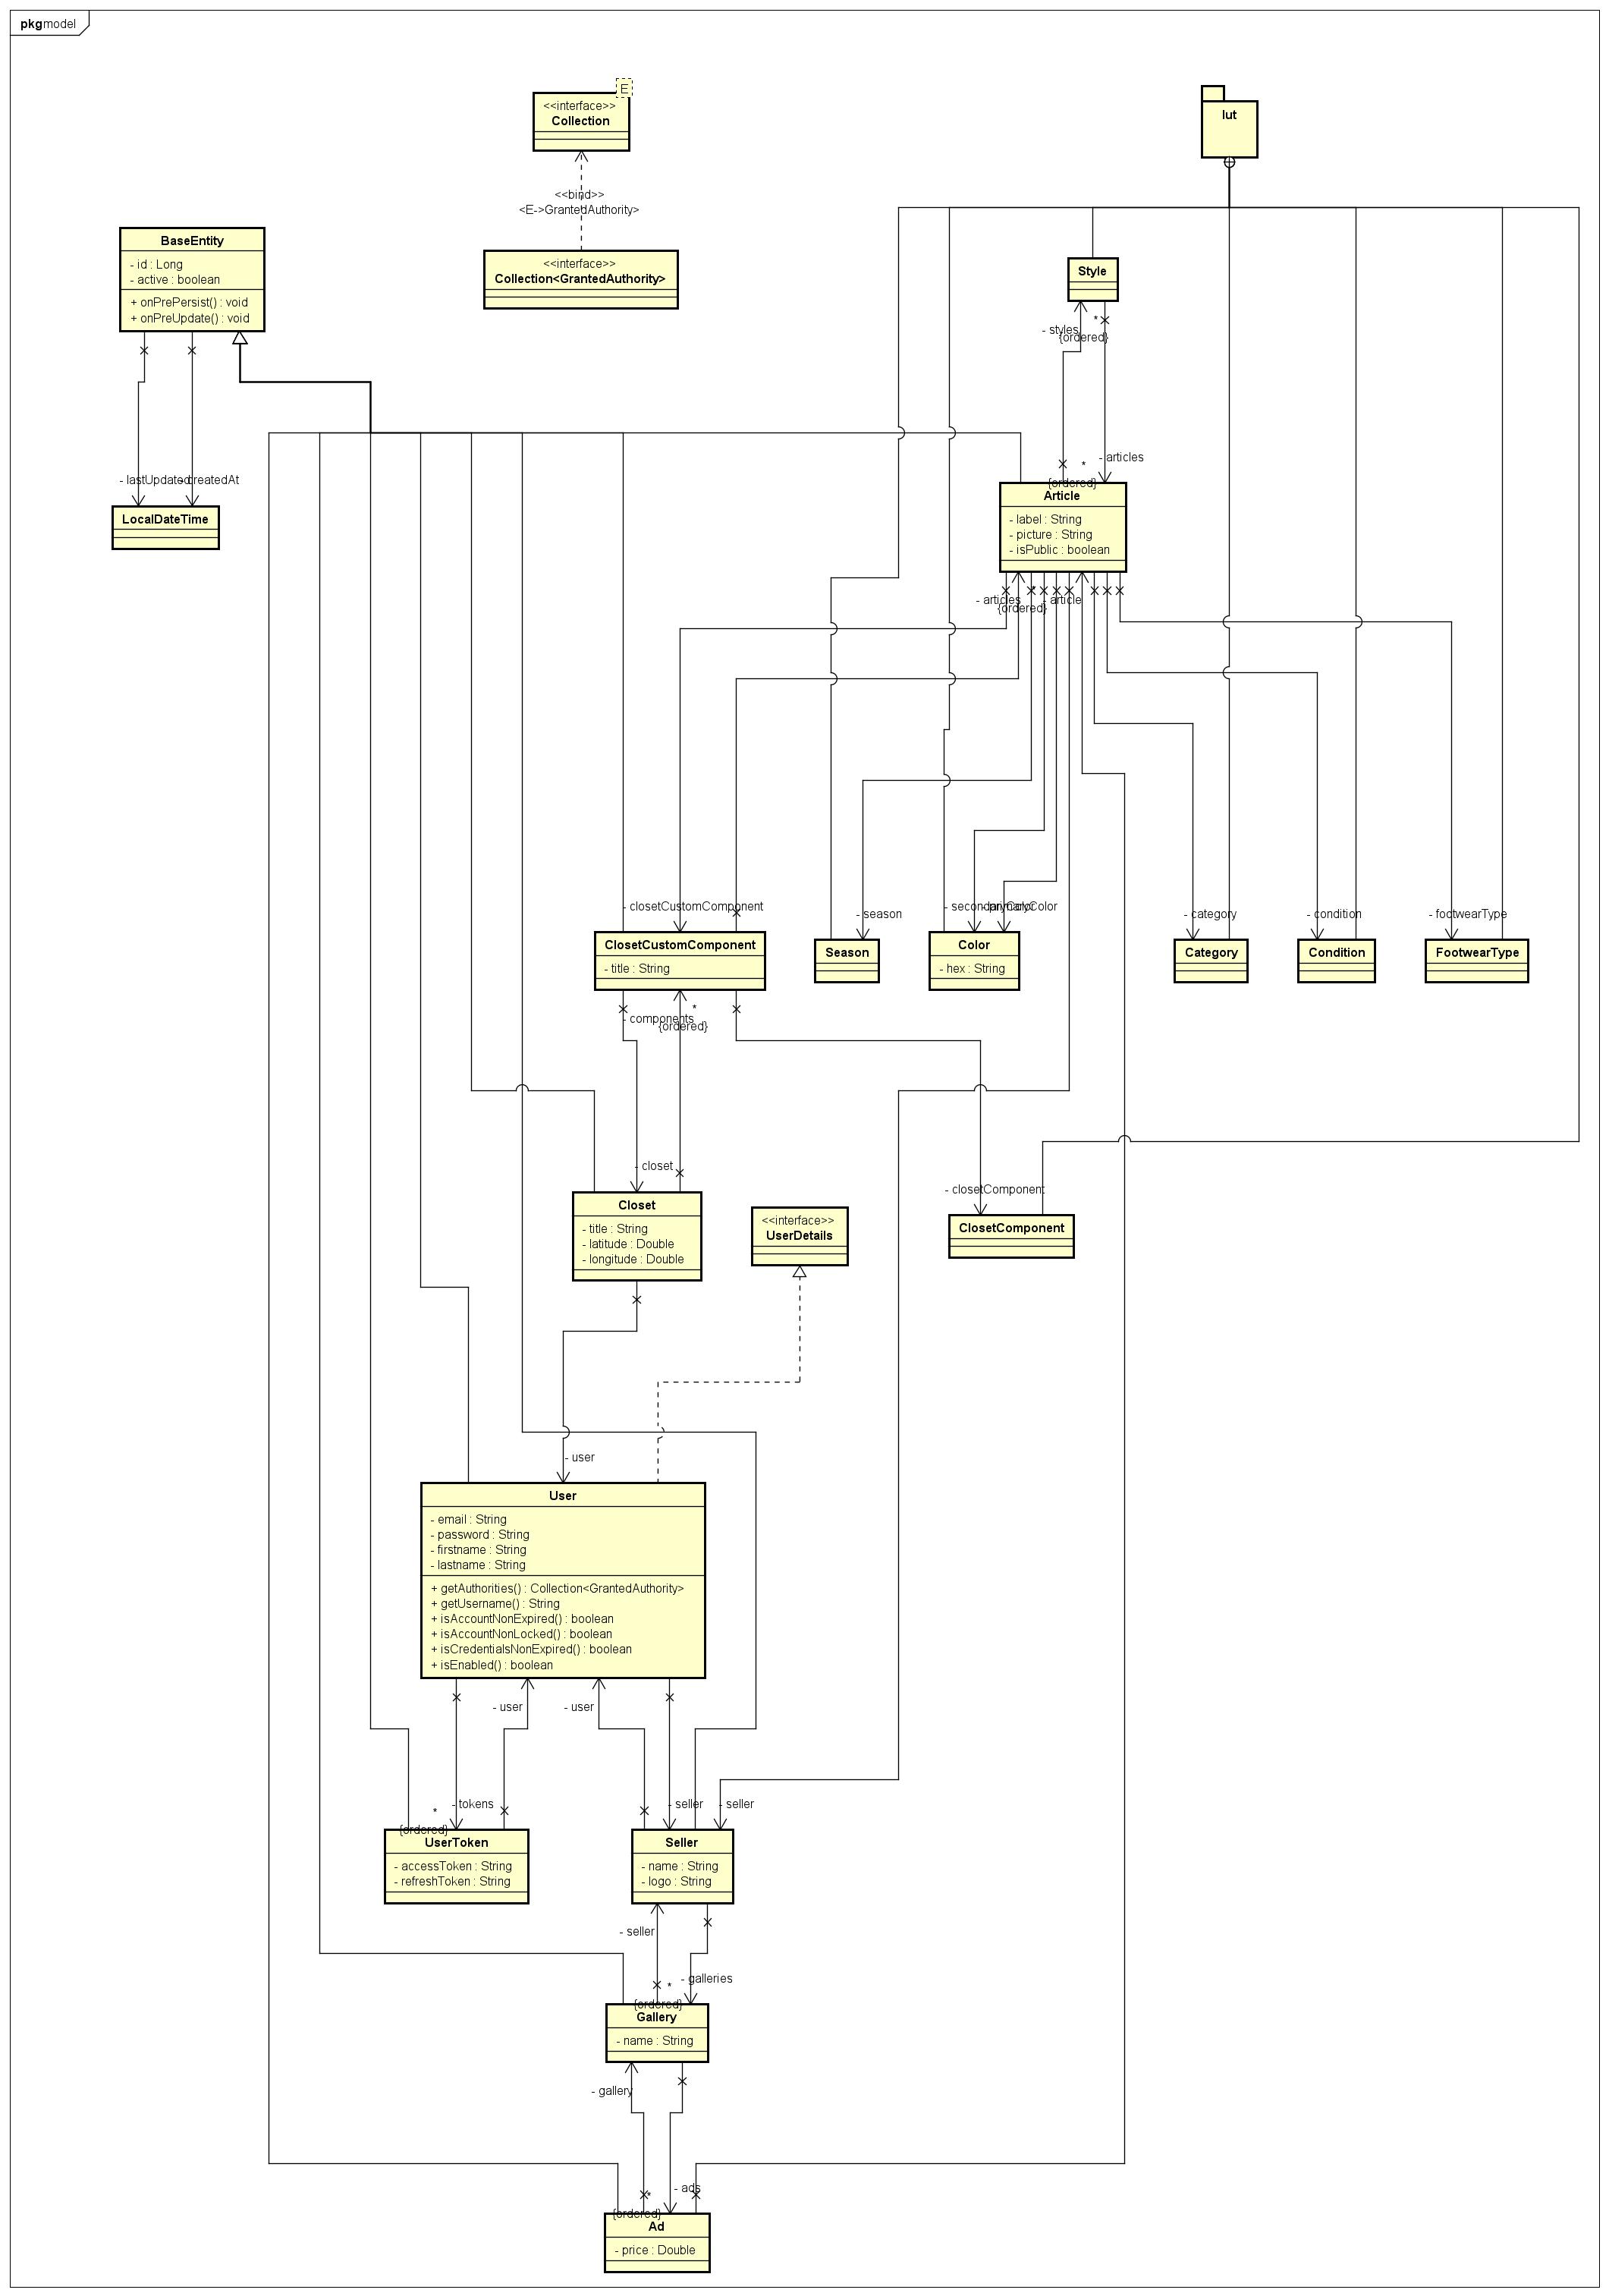 pkg model
E
<<interface>>
Collection
lut
<<bind>>
<E->GrantedAuthority>
BaseEntity
- id : Long
- active : boolean
+ onPrePersist() : void
+ onPreUpdate() : void
<<interface>>
Collection<GrantedAuthority>
Style
- styles
*
{ordered}
- articles
*
{ordered}
- lastUpdated
- createdAt
LocalDateTime
Article
- label : String
- picture : String
- isPublic : boolean
- articles
*
{ordered}
- article
- closetCustomComponent
- season
- secondaryColor
- primaryColor
- category
- condition
- footwearType
ClosetCustomComponent
- title : String
Season
Color
- hex : String
Category
Condition
FootwearType
- components
*
{ordered}
- closet
- closetComponent
Closet
- title : String
- latitude : Double
- longitude : Double
<<interface>>
UserDetails
ClosetComponent
- user
User
- email : String
- password : String
- firstname : String
- lastname : String
+ getAuthorities() : Collection<GrantedAuthority>
+ getUsername() : String
+ isAccountNonExpired() : boolean
+ isAccountNonLocked() : boolean
+ isCredentialsNonExpired() : boolean
+ isEnabled() : boolean
- user
- user
*
- tokens
{ordered}
- seller
- seller
UserToken
- accessToken : String
- refreshToken : String
Seller
- name : String
- logo : String
- seller
- galleries
*
{ordered}
Gallery
- name : String
- gallery
- ads
*
{ordered}
Ad
- price : Double